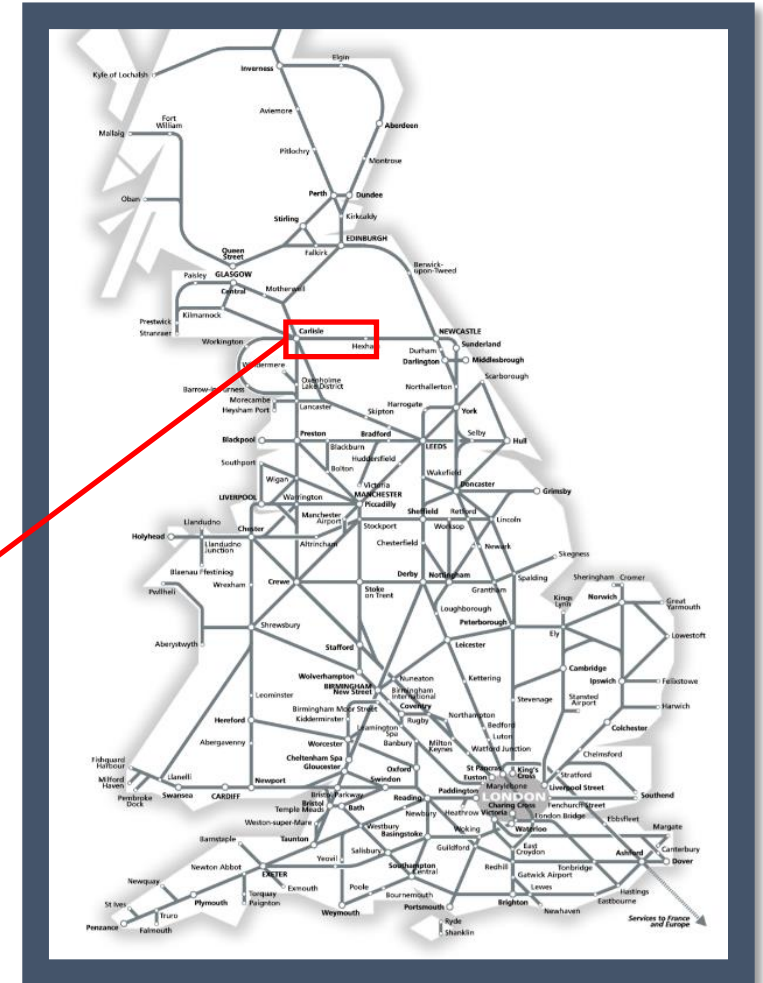 Elgin
Inverness
Kyle of Lochalsh
Aviemore
Fort
William
Mallaig
Aberdeen
Pitlochry
Montrose
Oban
Perth
Dundee
Stirling
Kirkcaldy
EDINBURGH
Queen
Street
Falkirk
Berwick-
upon-Tweed
Paisley
GLASGOW
Central
Motherwell
Kilmarnock
Prestwick
Stranraer
Carlisle
NEWCASTLE
Workington
Hexha
Sunderland
Durham
Darlington
Middlesbrough
Windermere
Scarborough
Oxenholme
Lake District
Northallerton
Barrow-in-Furness
Morecambe
Heysham Port
Lancaster
Harrogate
York
Skipton
Blackpool
Preston
Bradford
Selby
Hull
Blackburn
LEEDS
Southport
Huddersfield
Bolton
Wakefield
Wigan
Victoria
Doncaster
Grimsby
LIVERPOOL
Warrington
MANCHESTER
Piccadilly
Manchester
Airport
Sheffield
Retford
Lincoln
Llandudno
Chester
Stockport
Worksop
Holyhead
Llandudno
Junction
Altrincham
Chesterfield
Newark
Skegness
Blaenau Ffestiniog
Pwllheli
Wrexham
Crewe
Stoke
on Trent
Derby
Nottingham
Grantham
Spalding
Sheringham
Cromer
Kings
Lynn
Norwich
Great
Yarmouth
Loughborough
Shrewsbury
Peterborough
Ely
Lowestoft
Aberystwyth
Stafford
Leicester
Wolverhampton
Nuneaton
Kettering
Cambridge
BIRMINGHAM
New Street
Birmingham
International
Ipswich
Felixstowe
Leominster
Coventry
Stevenage
Stansted
Airport
Harwich
Birmingham Moor Street
Kidderminster
Rugby
Northampton
Hereford
Leamington
Spa
Bedford
Colchester
Abergavenny
Worcester
Banbury
Milton
Keynes
Luton
Watford Junction
Chelmsford
Fishguard
Harbour
Cheltenham Spa
Gloucester
Oxford
St Pancras
King's
Cross
Euston
Stratford
Milford
Haven
Llanelli
Newport
Swindon
Marylebone
Liverpool Street
Pembroke
Dock
Swansea
CARDIFF
Bristol Parkway
Paddington
LONDON
Southend
Bristol
Temple Meads
Bath
Reading
Charing Cross
Fenchurch Street
Newbury
Heathrow
Victoria
London Bridge
Ebbsfleet
Weston-super-Mare
Westbury
Basingstoke
Woking
Waterloo
Margate
Barnstaple
Taunton
Salisbury
Guildford
East
Croydon
Canterbury
Newton Abbot
Yeovil
Southampton
Central
Redhill
Tonbridge
Ashford
Dover
EXETER
Gatwick Airport
Newquay
Exmouth
Poole
Lewes
Hastings
St Ives
Plymouth
Torquay
Paignton
Bournemouth
Eastbourne
Truro
Weymouth
Portsmouth
Brighton
Newhaven
Penzance
Falmouth
Ryde
Shanklin
Services to France
and Europe